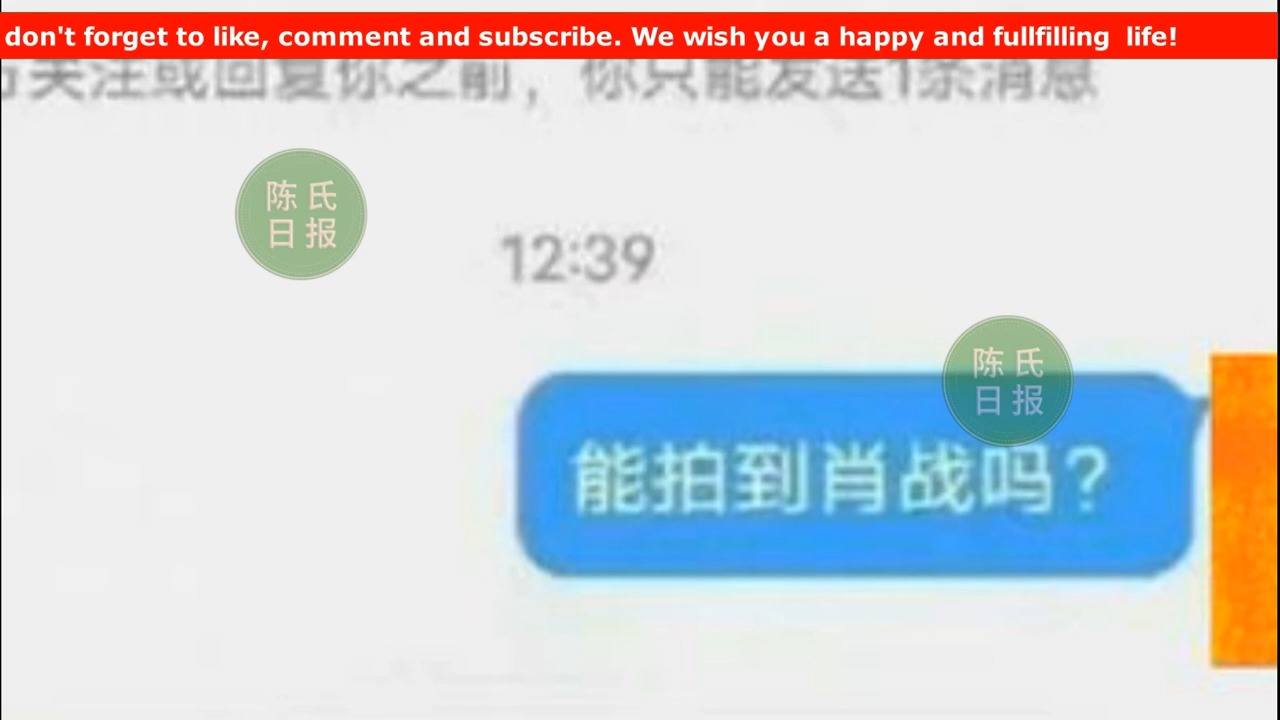 don't forget to like, comment and subscribe. We wish you a happy and fullfilling life!
关注或回复你之前，你只能发送1条消息
陈氏
日报
12:39
陈氏
日报
能拍到肖战吗？